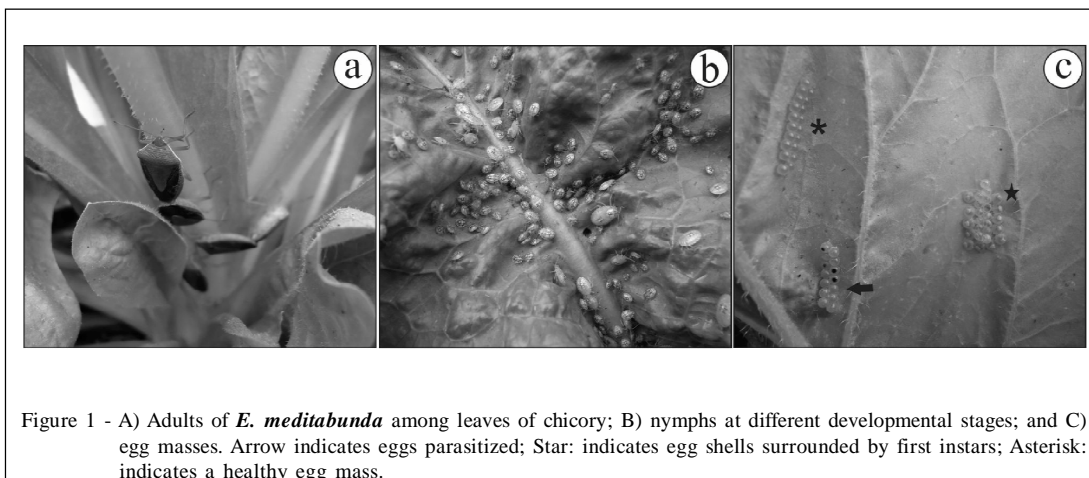 a b c
* ★
Figure 1 - A) Adults of E. meditabunda among leaves of chicory; B) nymphs at different developmental stages; and C)
egg masses. Arrow indicates eggs parasitized; Star: indicates egg shells surrounded by first instars; Asterisk:
indicates a healthy egg mass.